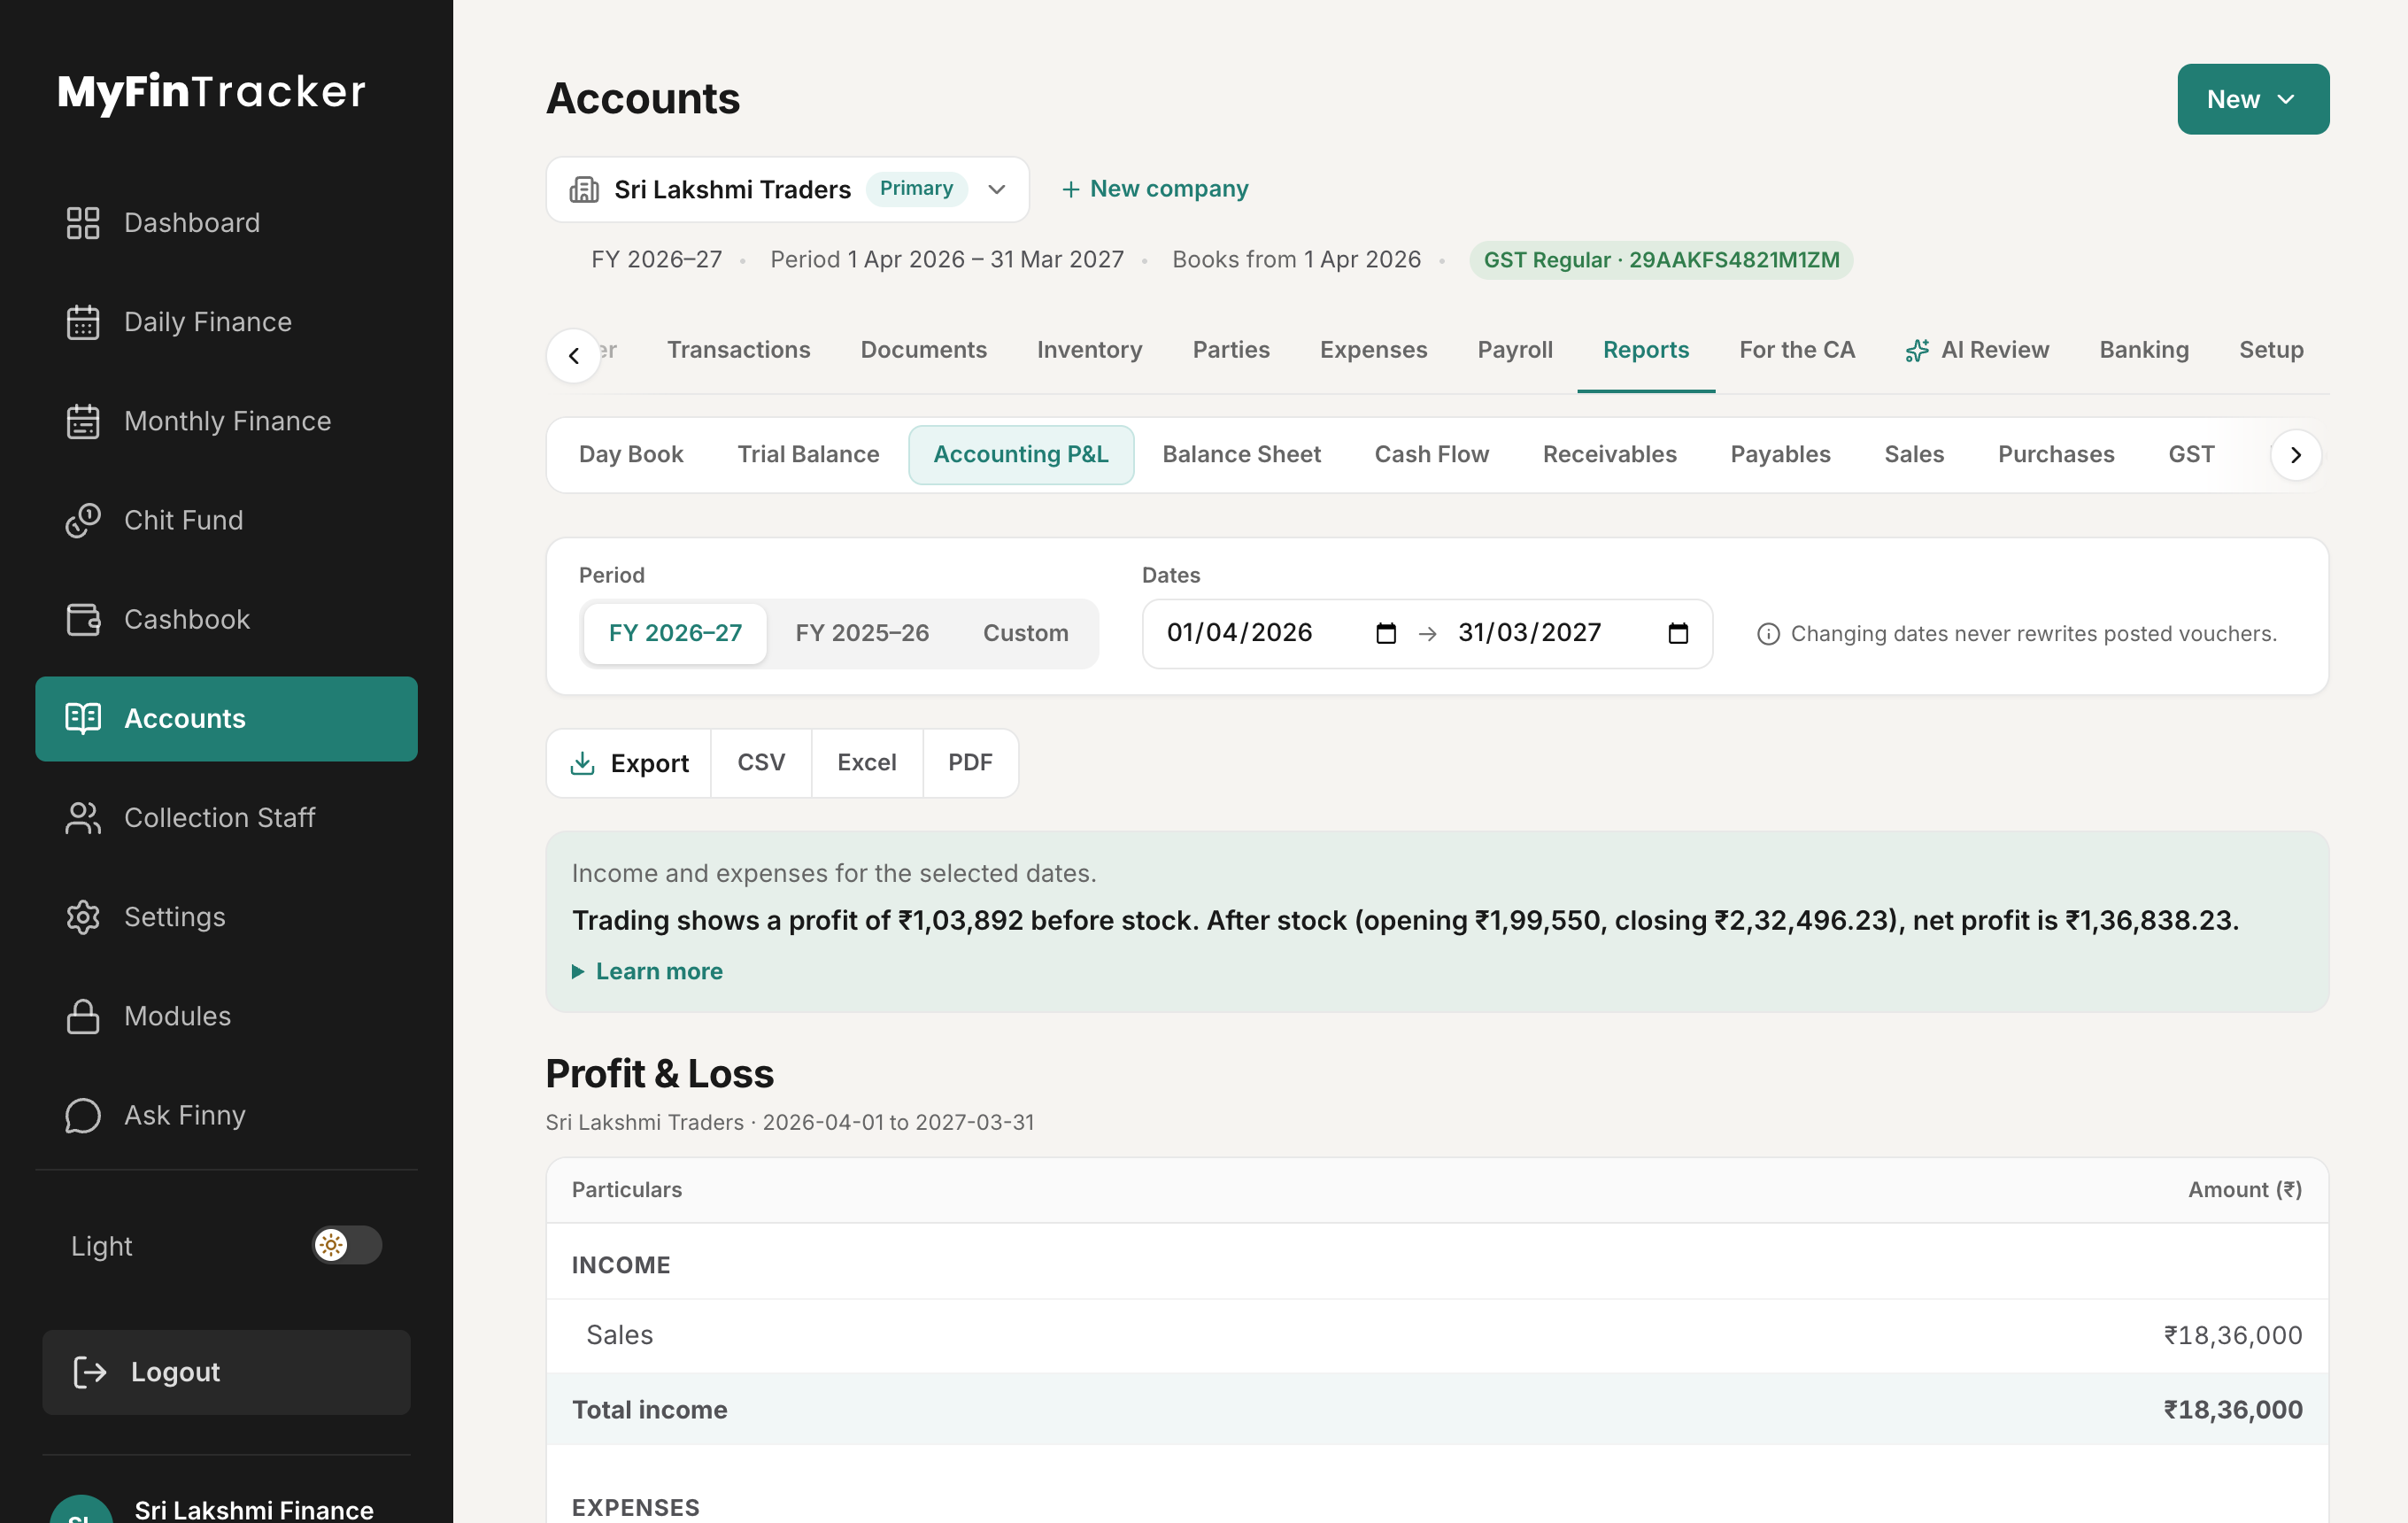 MyFinTracker
Dashboard
Daily Finance
Monthly Finance
Chit Fund
Cashbook
Accounts
Collection Staff
Settings
Modules
Ask Finny
Light
Logout
Sri Lakshmi Finance
Accounts
New
Sri Lakshmi Traders Primary
+ New company
FY 2026–27 • Period 1 Apr 2026 – 31 Mar 2027 • Books from 1 Apr 2026 • GST Regular · 29AAKFS4821M1ZM
Transactions Documents Inventory Parties Expenses Payroll Reports For the CA AI Review Banking Setup
Day Book Trial Balance Accounting P&L Balance Sheet Cash Flow Receivables Payables Sales Purchases GST
Period Dates
FY 2026–27 FY 2025–26 Custom 01/04/2026 → 31/03/2027 Changing dates never rewrites posted vouchers.
Export CSV Excel PDF
Income and expenses for the selected dates.
Trading shows a profit of ₹1,03,892 before stock. After stock (opening ₹1,99,550, closing ₹2,32,496.23), net profit is ₹1,36,838.23.
Learn more
Profit & Loss
Sri Lakshmi Traders · 2026-04-01 to 2027-03-31
Particulars Amount (₹)
INCOME
Sales ₹18,36,000
Total income ₹18,36,000
EXPENSES